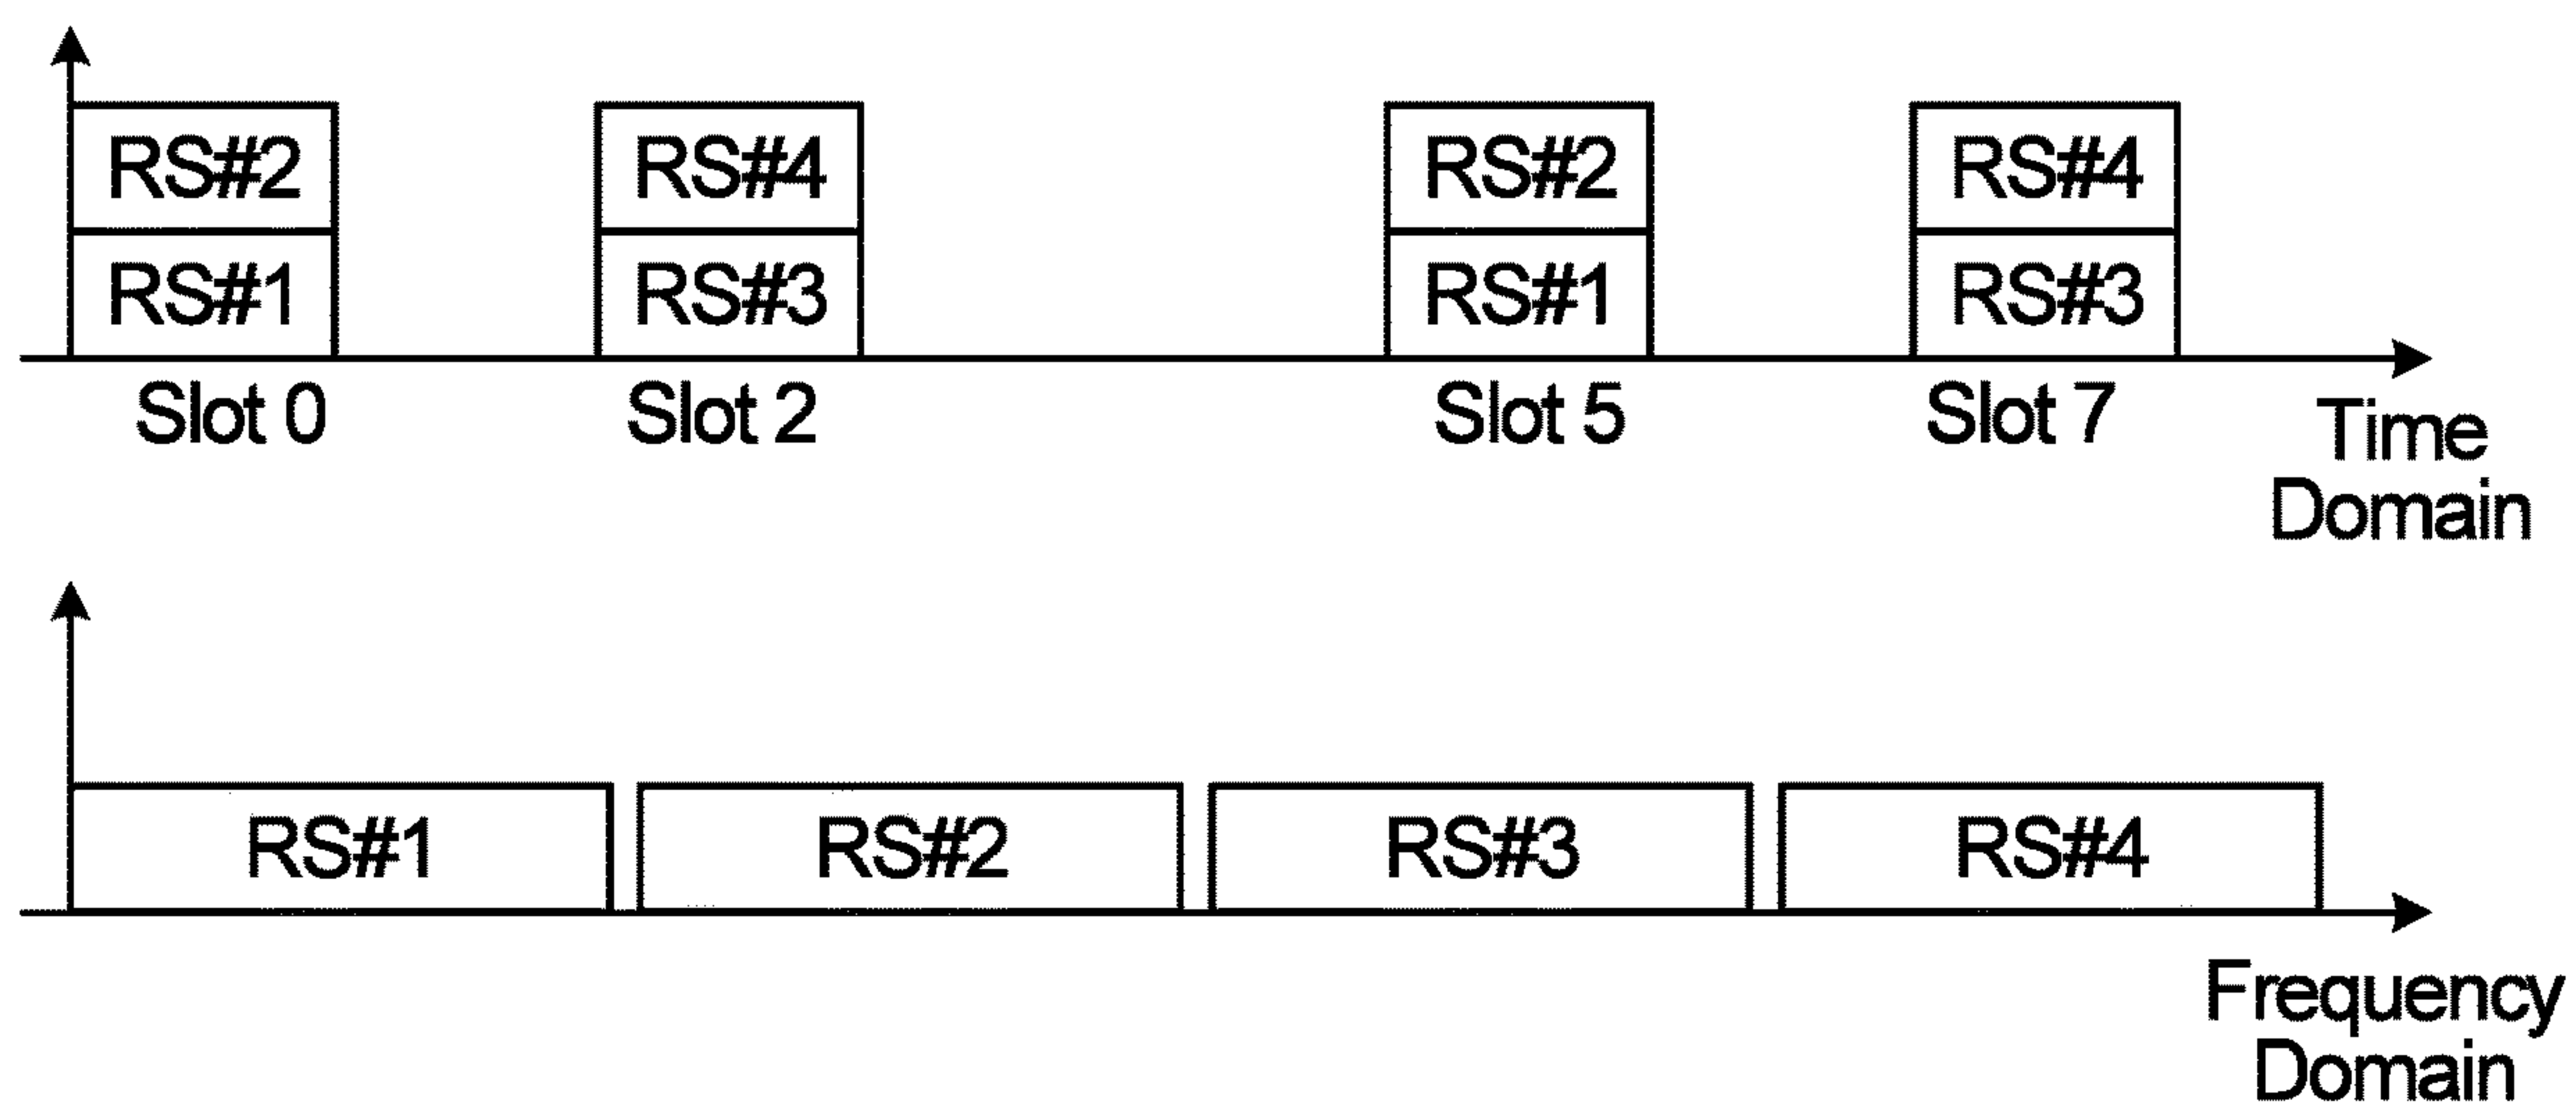 RS#2 RS#4 RS#2 RS#4
RS#1 RS#3 RS#1 RS#3
Slot 0 Slot 2 Slot 5 Slot 7
Time
Domain
RS#1 RS#2 RS#3 RS#4
Frequency
Domain